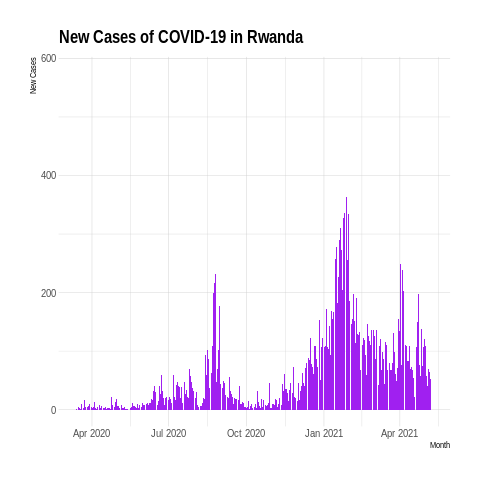 New Cases of COVID-19 in Rwanda
New Cases
600
400
200
0
Apr 2020 Jul 2020 Oct 2020 Jan 2021 Apr 2021
Month